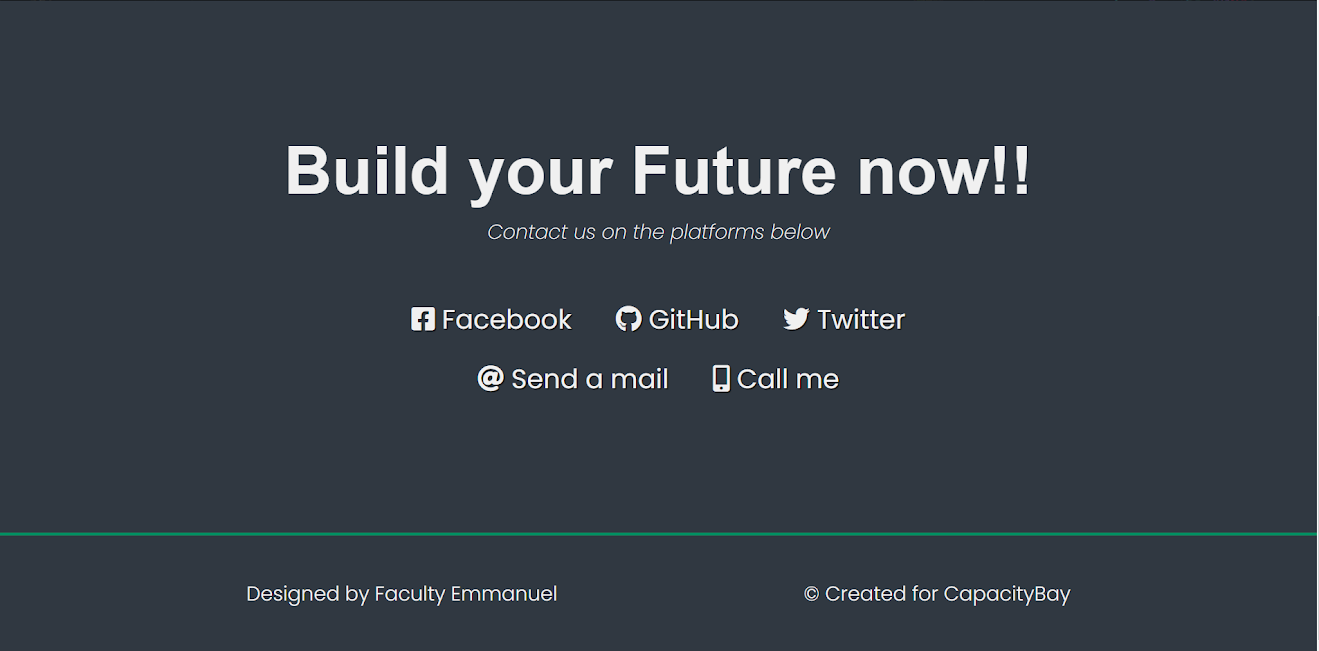 Build your Future now!!
Contact us on the platforms below
Facebook GitHub Twitter
@ Send a mail Call me
Designed by Faculty Emmanuel © Created for CapacityBay